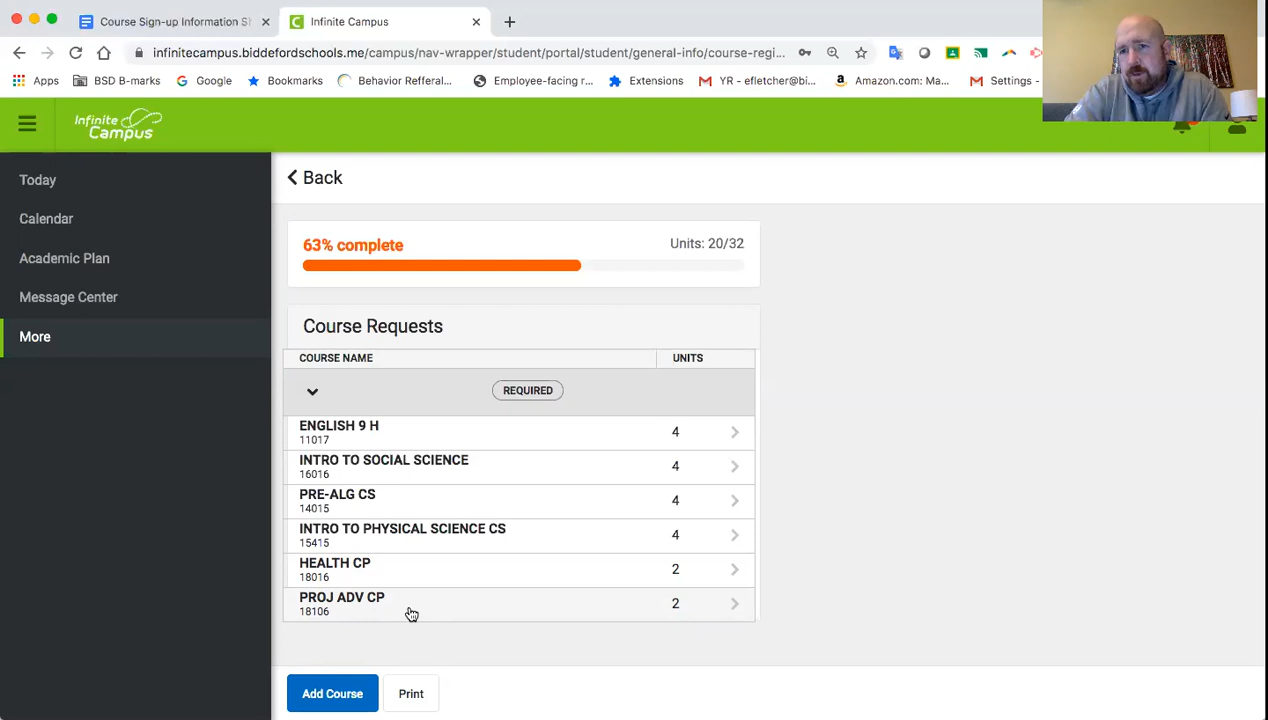 Course Sign-up Information S
Infinite Campus
infinitecampus.biddefordschools.me/campus/nav-wrapper/student/portal/student/general-info/course-regi...
Apps
BSD B-marks
Google
Bookmarks
Behavior Refferal...
Employee-facing r...
Extensions
YR - efletcher@bi...
Amazon.com: Ma...
Settings -
Infinite
Campus
Today
Calendar
Academic Plan
Message Center
More
Back
63% complete
Units: 20/32
Course Requests
COURSE NAME
UNITS
REQUIRED
ENGLISH 9 H
11017
4
INTRO TO SOCIAL SCIENCE
16016
4
PRE-ALG CS
14015
4
INTRO TO PHYSICAL SCIENCE CS
15415
4
HEALTH CP
18016
2
PROJ ADV CP
18106
2
Add Course
Print